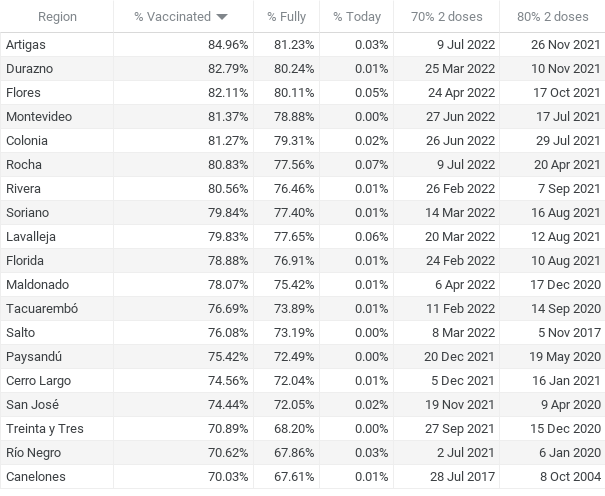 Region % Vaccinated % Fully % Today 70% 2 doses 80% 2 doses
Artigas 84.96% 81.23% 0.03% 9 Jul 2022 26 Nov 2021
Durazno 82.79% 80.24% 0.01% 25 Mar 2022 10 Nov 2021
Flores 82.11% 80.11% 0.05% 24 Apr 2022 17 Oct 2021
Montevideo 81.37% 78.88% 0.00% 27 Jun 2022 17 Jul 2021
Colonia 81.27% 79.31% 0.02% 26 Jun 2022 29 Jul 2021
Rocha 80.83% 77.56% 0.07% 9 Jul 2022 20 Apr 2021
Rivera 80.56% 76.46% 0.01% 26 Feb 2022 7 Sep 2021
Soriano 79.84% 77.40% 0.01% 14 Mar 2022 16 Aug 2021
Lavalleja 79.83% 77.65% 0.06% 20 Mar 2022 12 Aug 2021
Florida 78.88% 76.91% 0.01% 24 Feb 2022 10 Aug 2021
Maldonado 78.07% 75.42% 0.01% 6 Apr 2022 17 Dec 2020
Tacuarembó 76.69% 73.89% 0.01% 11 Feb 2022 14 Sep 2020
Salto 76.08% 73.19% 0.00% 8 Mar 2022 5 Nov 2017
Paysandú 75.42% 72.49% 0.00% 20 Dec 2021 19 May 2020
Cerro Largo 74.56% 72.04% 0.01% 5 Dec 2021 16 Jan 2021
San José 74.44% 72.05% 0.02% 19 Nov 2021 9 Apr 2020
Treinta y Tres 70.89% 68.20% 0.00% 27 Sep 2021 15 Dec 2020
Río Negro 70.62% 67.86% 0.03% 2 Jul 2021 6 Jan 2020
Canelones 70.03% 67.61% 0.01% 28 Jul 2017 8 Oct 2004